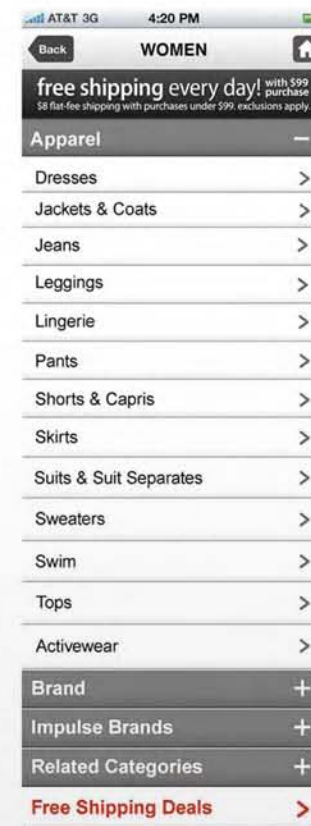 AT&T 3G 4:20 PM
Back WOMEN
free shipping every day! with $99 purchase
$8 flat-fee shipping with purchases under $99. exclusions apply.
Apparel
Dresses
Jackets & Coats
Jeans
Leggings
Lingerie
Pants
Shorts & Capris
Skirts
Suits & Suit Separates
Sweaters
Swim
Tops
Activewear
Brand
Impulse Brands
Related Categories
Free Shipping Deals